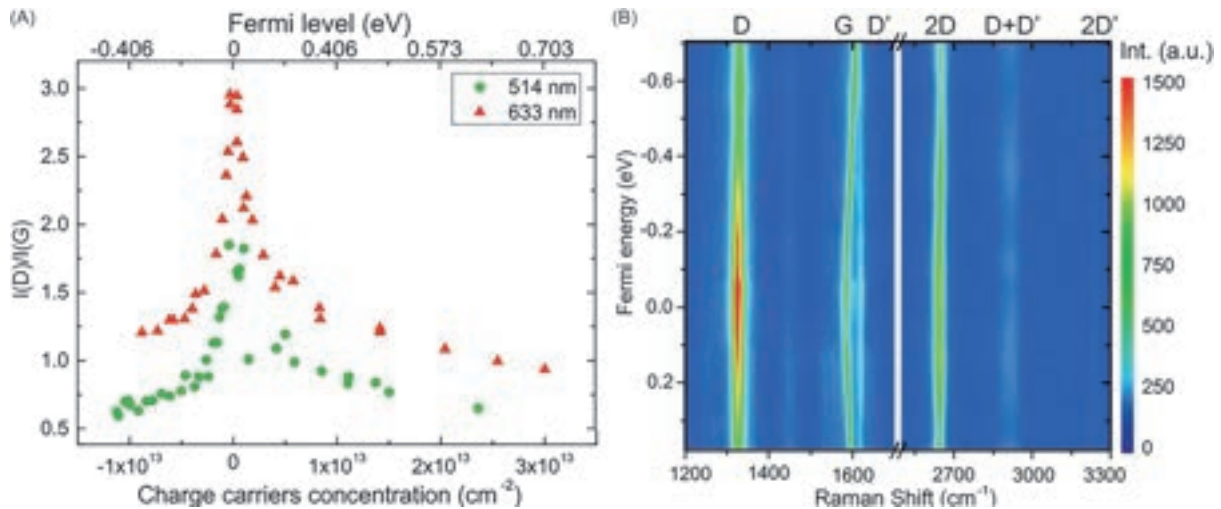 (A)
Fermi level (eV)
-0.406 0 0.406 0.573 0.703
514 nm
633 nm
I(D)/I(G)
3.0
2.5
2.0
1.5
1.0
0.5
-1x10¹³ 0 1x10¹³ 2x10¹³ 3x10¹³
Charge carriers concentration (cm⁻²)
(B)
D G D' 2D D+D' 2D'
Int. (a.u.)
Fermi energy (eV)
-0.6
-0.4
-0.2
0.0
0.2
1500
1250
1000
750
500
250
0
1200 1400 1600 2700 3000 3300
Raman Shift (cm⁻¹)